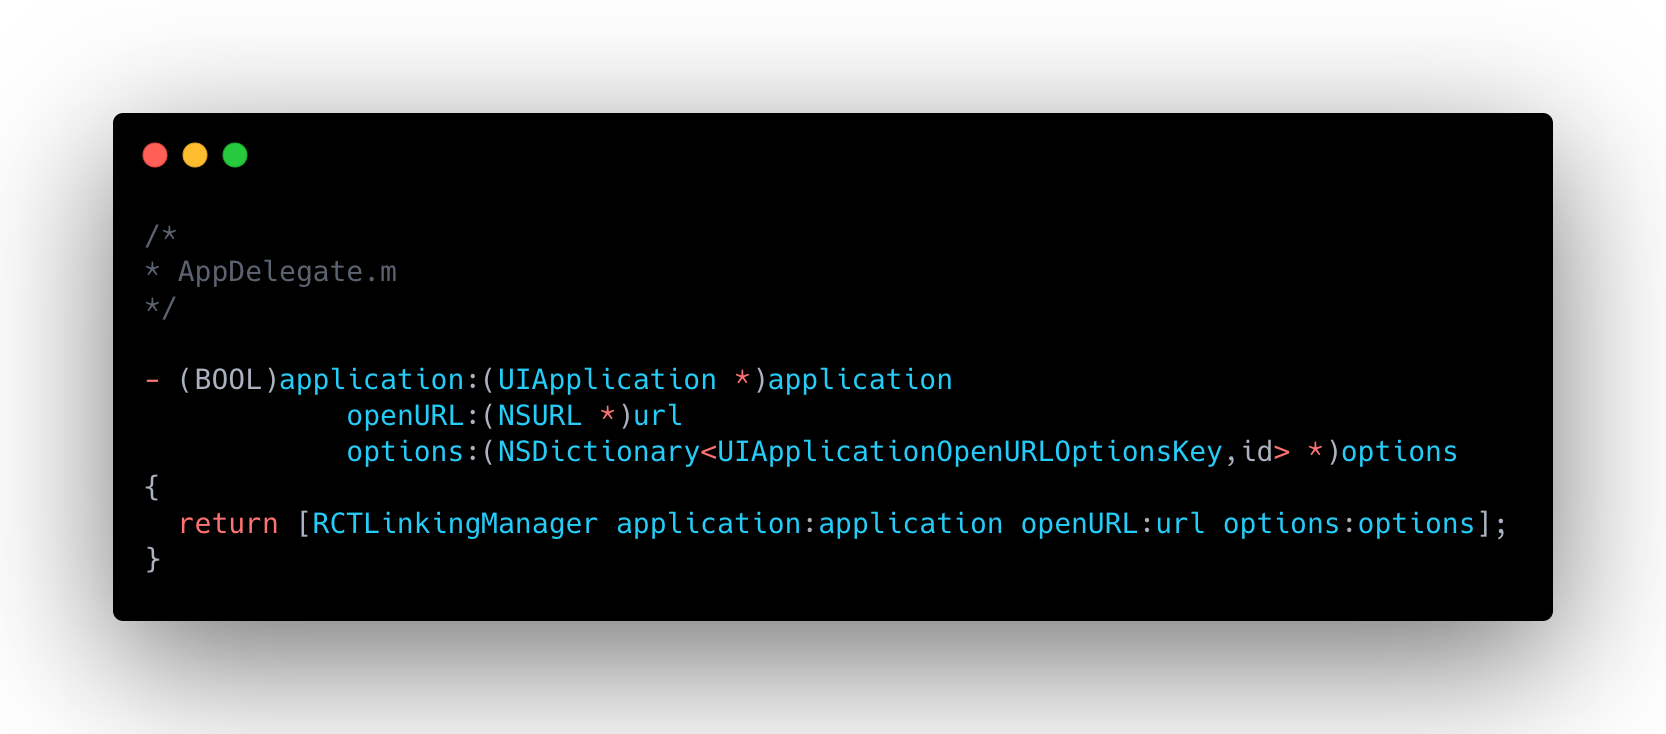 /*
* AppDelegate.m
*/
- (BOOL)application:(UIApplication *)application
openURL:(NSURL *)url
options:(NSDictionary<UIApplicationOpenURLOptionsKey,id> *)options
{
return [RCTLinkingManager application:application openURL:url options:options];
}